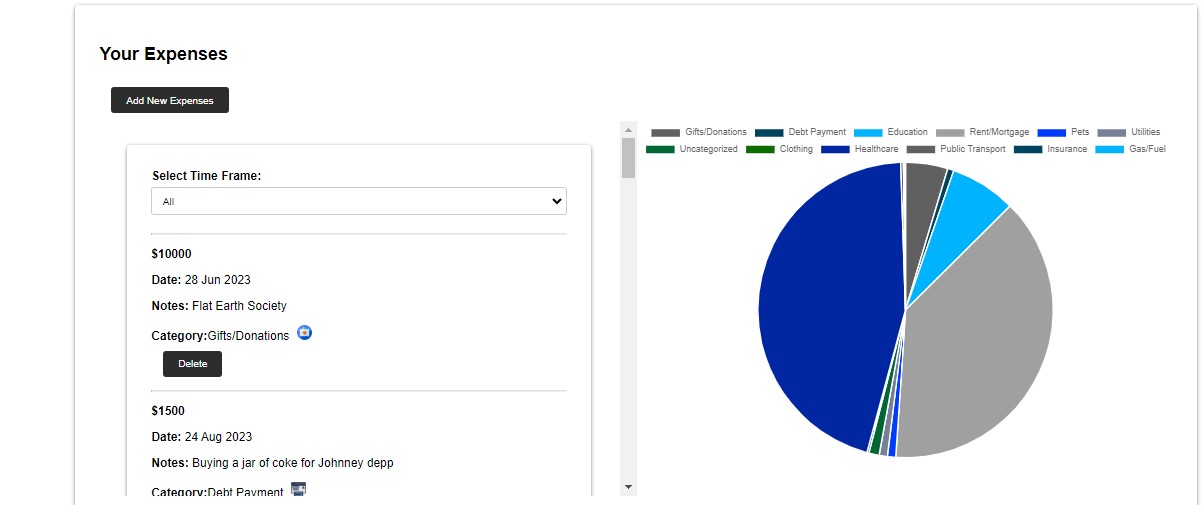 Your Expenses
Add New Expenses
Select Time Frame:
All
$10000
Date: 28 Jun 2023
Notes: Flat Earth Society
Category:Gifts/Donations
Delete
$1500
Date: 24 Aug 2023
Notes: Buying a jar of coke for Johnney depp
Category:Debt Payment
Gifts/Donations Debt Payment Education Rent/Mortgage Pets Utilities
Uncategorized Clothing Healthcare Public Transport Insurance Gas/Fuel